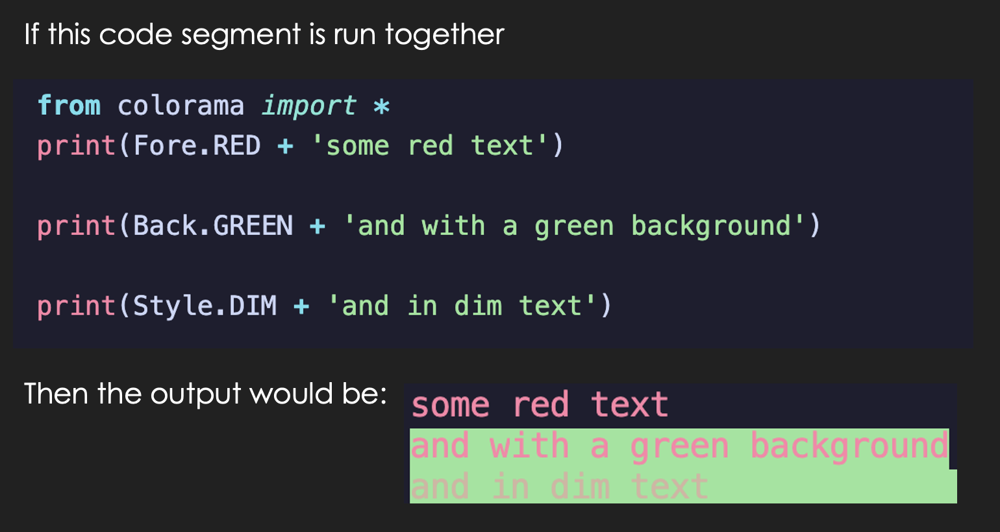 If this code segment is run together
from colorama import *
print(Fore.RED + 'some red text')
print(Back.GREEN + 'and with a green background')
print(Style.DIM + 'and in dim text')
Then the output would be:
some red text
and with a green background
and in dim text